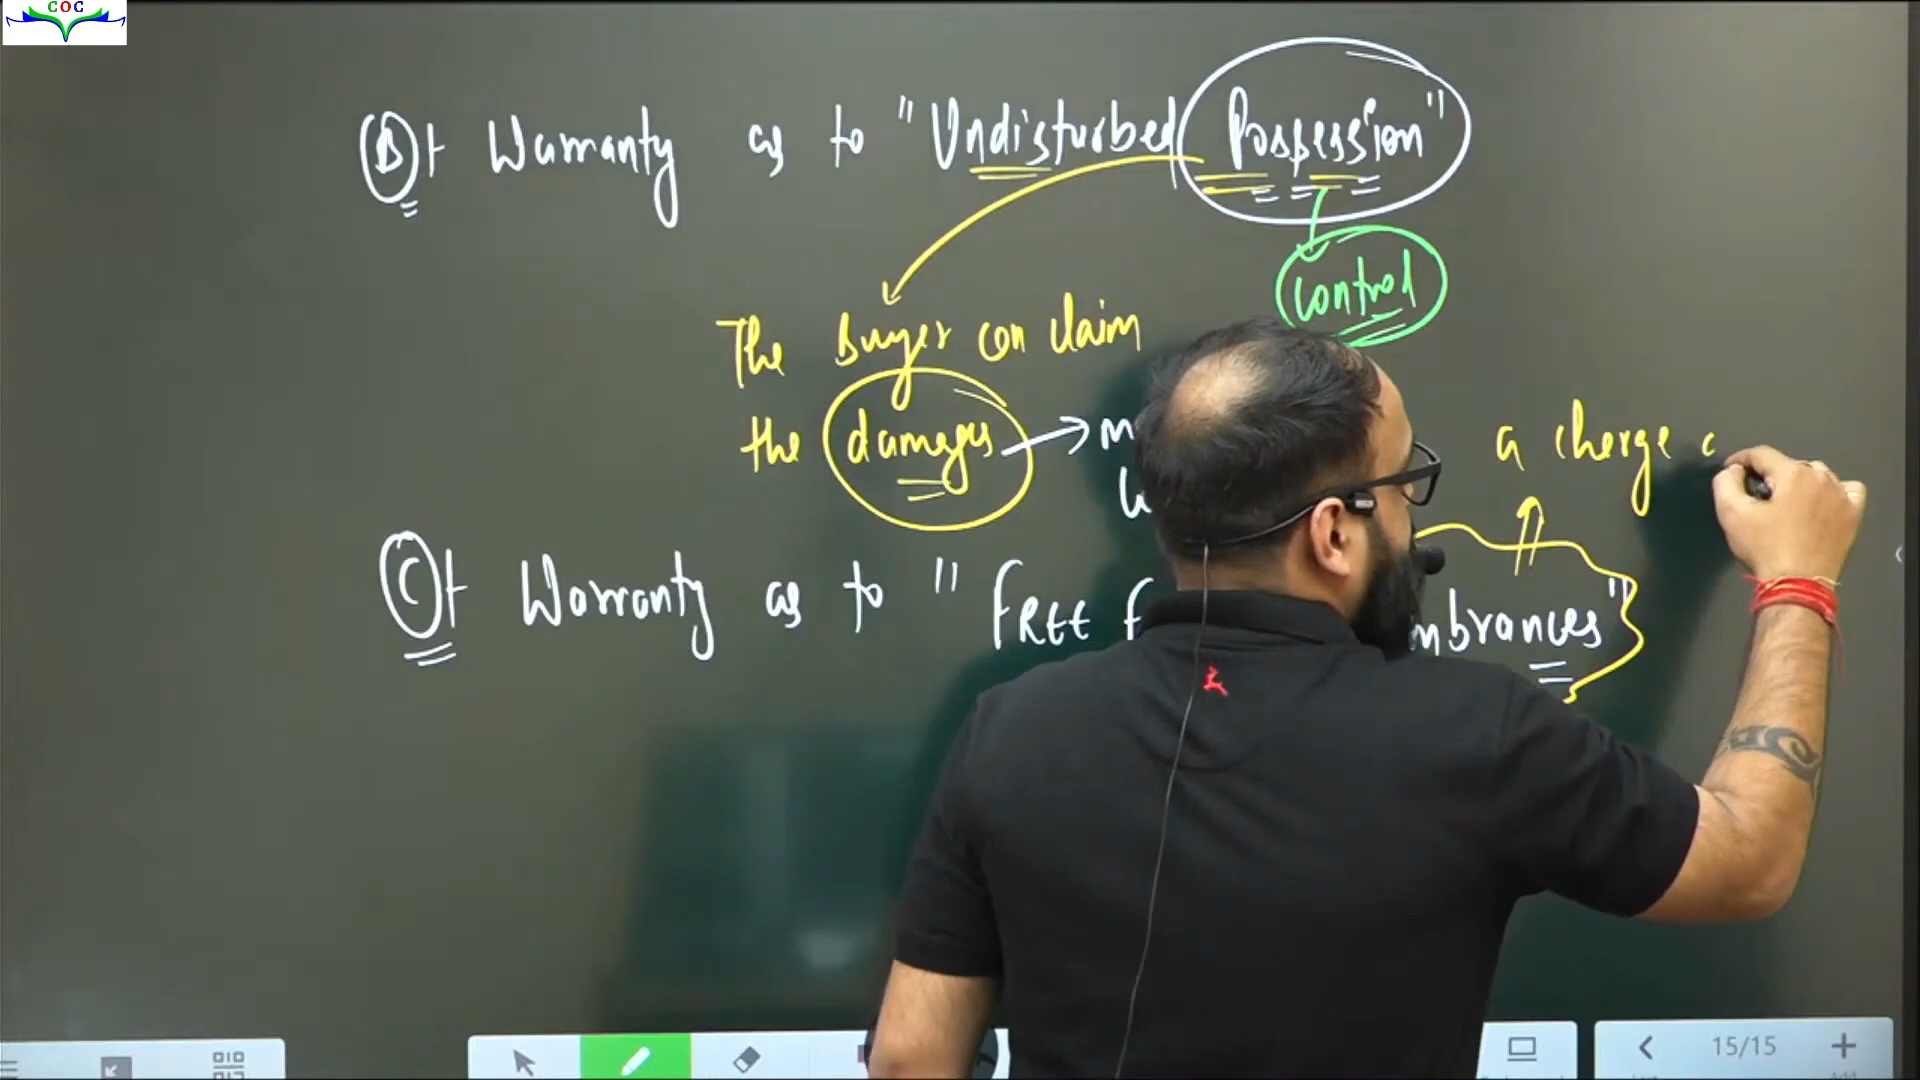 COC
(B)+ Warranty as to "Undisturbed Possession"
control
The Buyer can claim
the damages →
a charge
(C)+ Warranty as to "FREE mbrances"
15/15